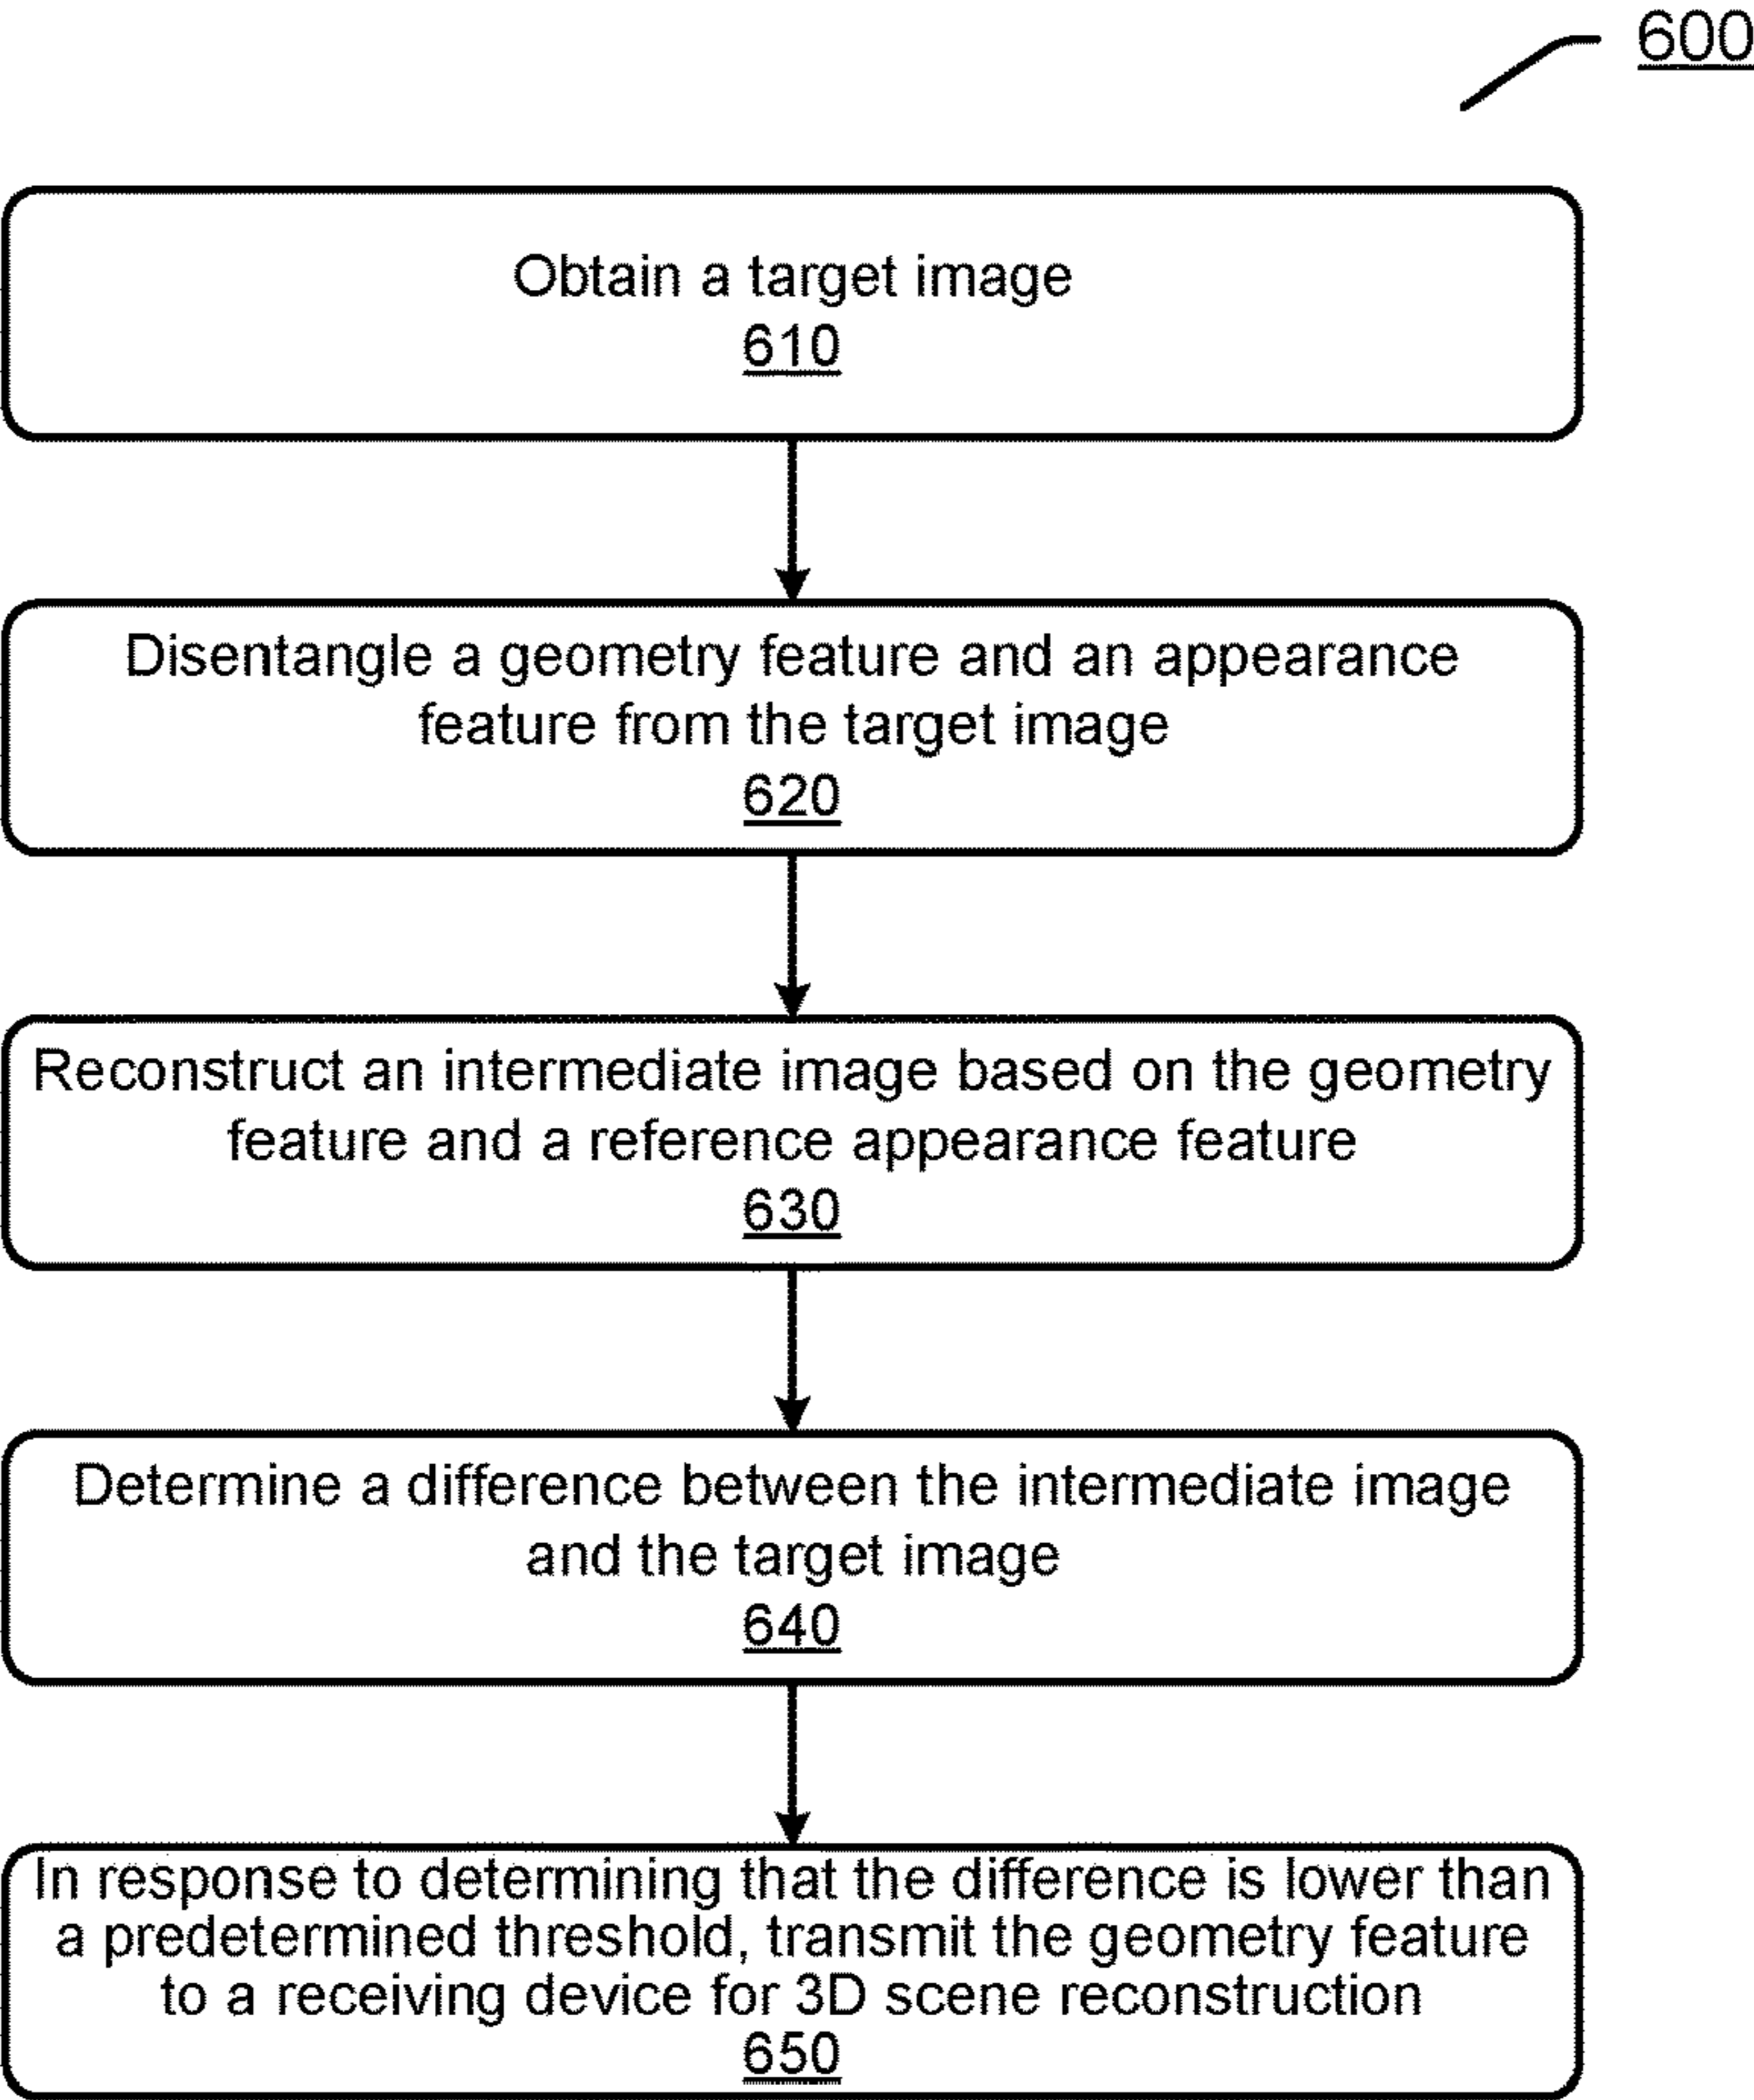 600
Obtain a target image
610
Disentangle a geometry feature and an appearance
feature from the target image
620
Reconstruct an intermediate image based on the geometry
feature and a reference appearance feature
630
Determine a difference between the intermediate image
and the target image
640
In response to determining that the difference is lower than
a predetermined threshold, transmit the geometry feature
to a receiving device for 3D scene reconstruction
650